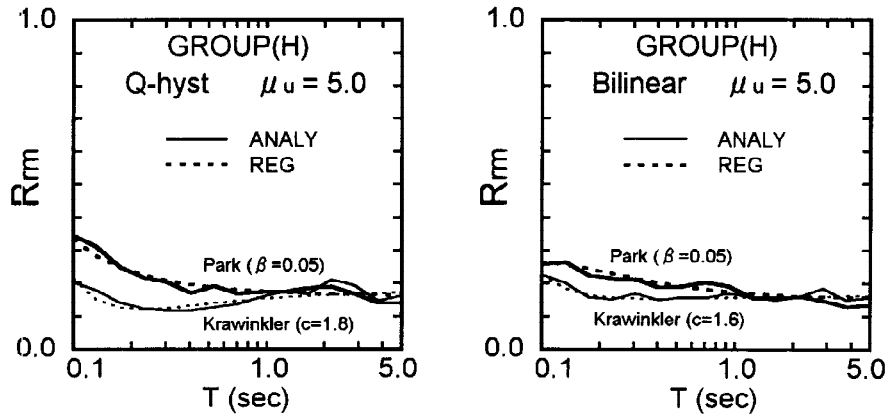 1.0
GROUP(H)
Q-hyst μu = 5.0
ANALY
REG
Rrm
Park (β=0.05)
Krawinkler (c=1.8)
0.0
0.1 1.0 5.0
T (sec)
1.0
GROUP(H)
Bilinear μu = 5.0
ANALY
REG
Rrm
Park (β=0.05)
Krawinkler (c=1.6)
0.0
0.1 1.0 5.0
T (sec)